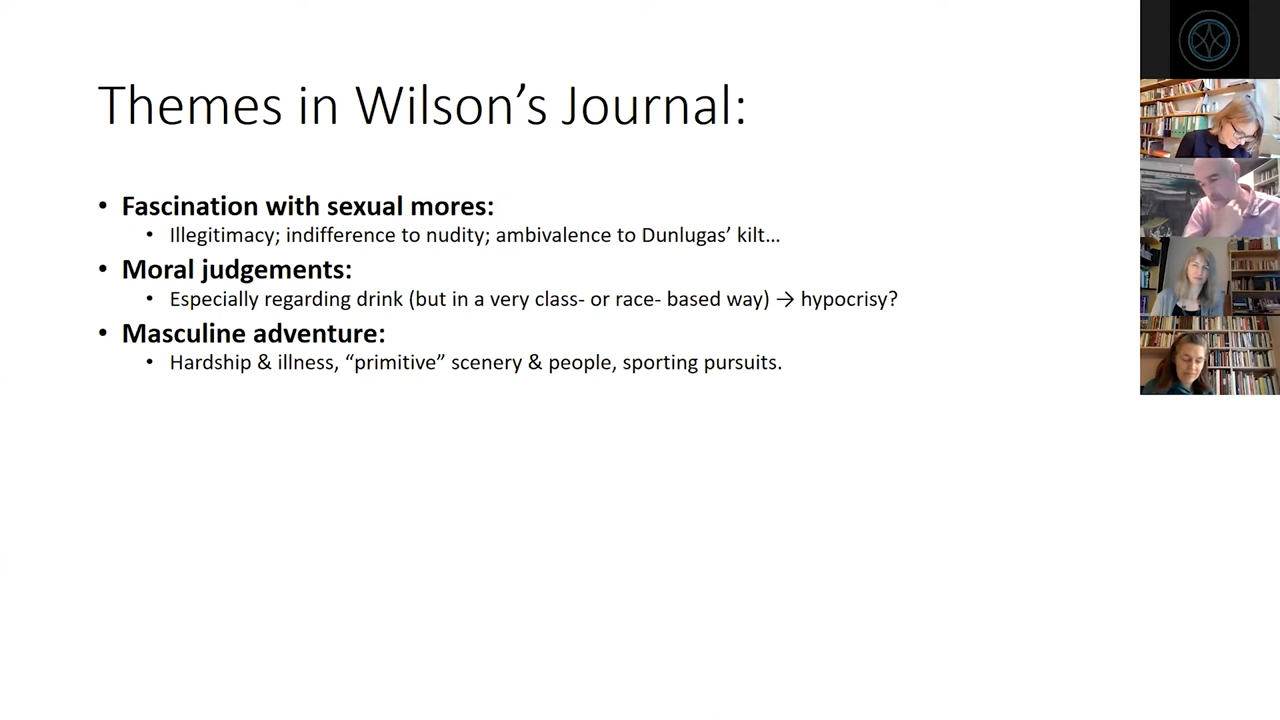 Themes in Wilson’s Journal:
• Fascination with sexual mores:
• Illegitimacy; indifference to nudity; ambivalence to Dunlugas’ kilt…
• Moral judgements:
• Especially regarding drink (but in a very class- or race- based way) → hypocrisy?
• Masculine adventure:
• Hardship & illness, “primitive” scenery & people, sporting pursuits.